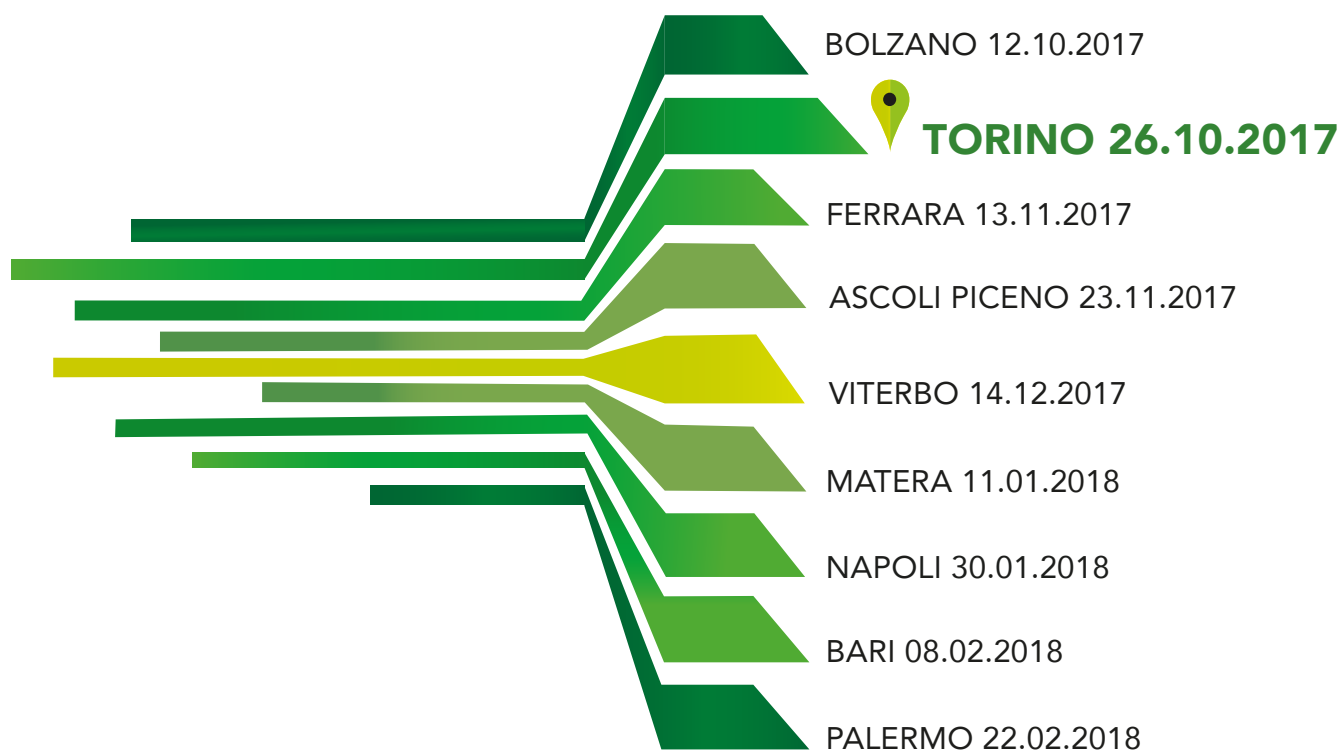 BOLZANO 12.10.2017
TORINO 26.10.2017
FERRARA 13.11.2017
ASCOLI PICENO 23.11.2017
VITERBO 14.12.2017
MATERA 11.01.2018
NAPOLI 30.01.2018
BARI 08.02.2018
PALERMO 22.02.2018